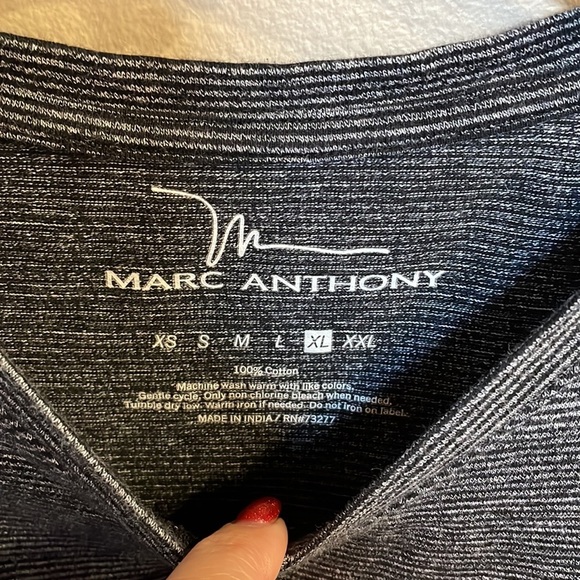 MARC ANTHONY
XS S M L XL XXL
100% Cotton
Machine wash warm with like colors.
Gentle cycle. Only non chlorine bleach when needed.
Tumble dry low. Warm iron if needed. Do not iron on label.
MADE IN INDIA / RN#73277